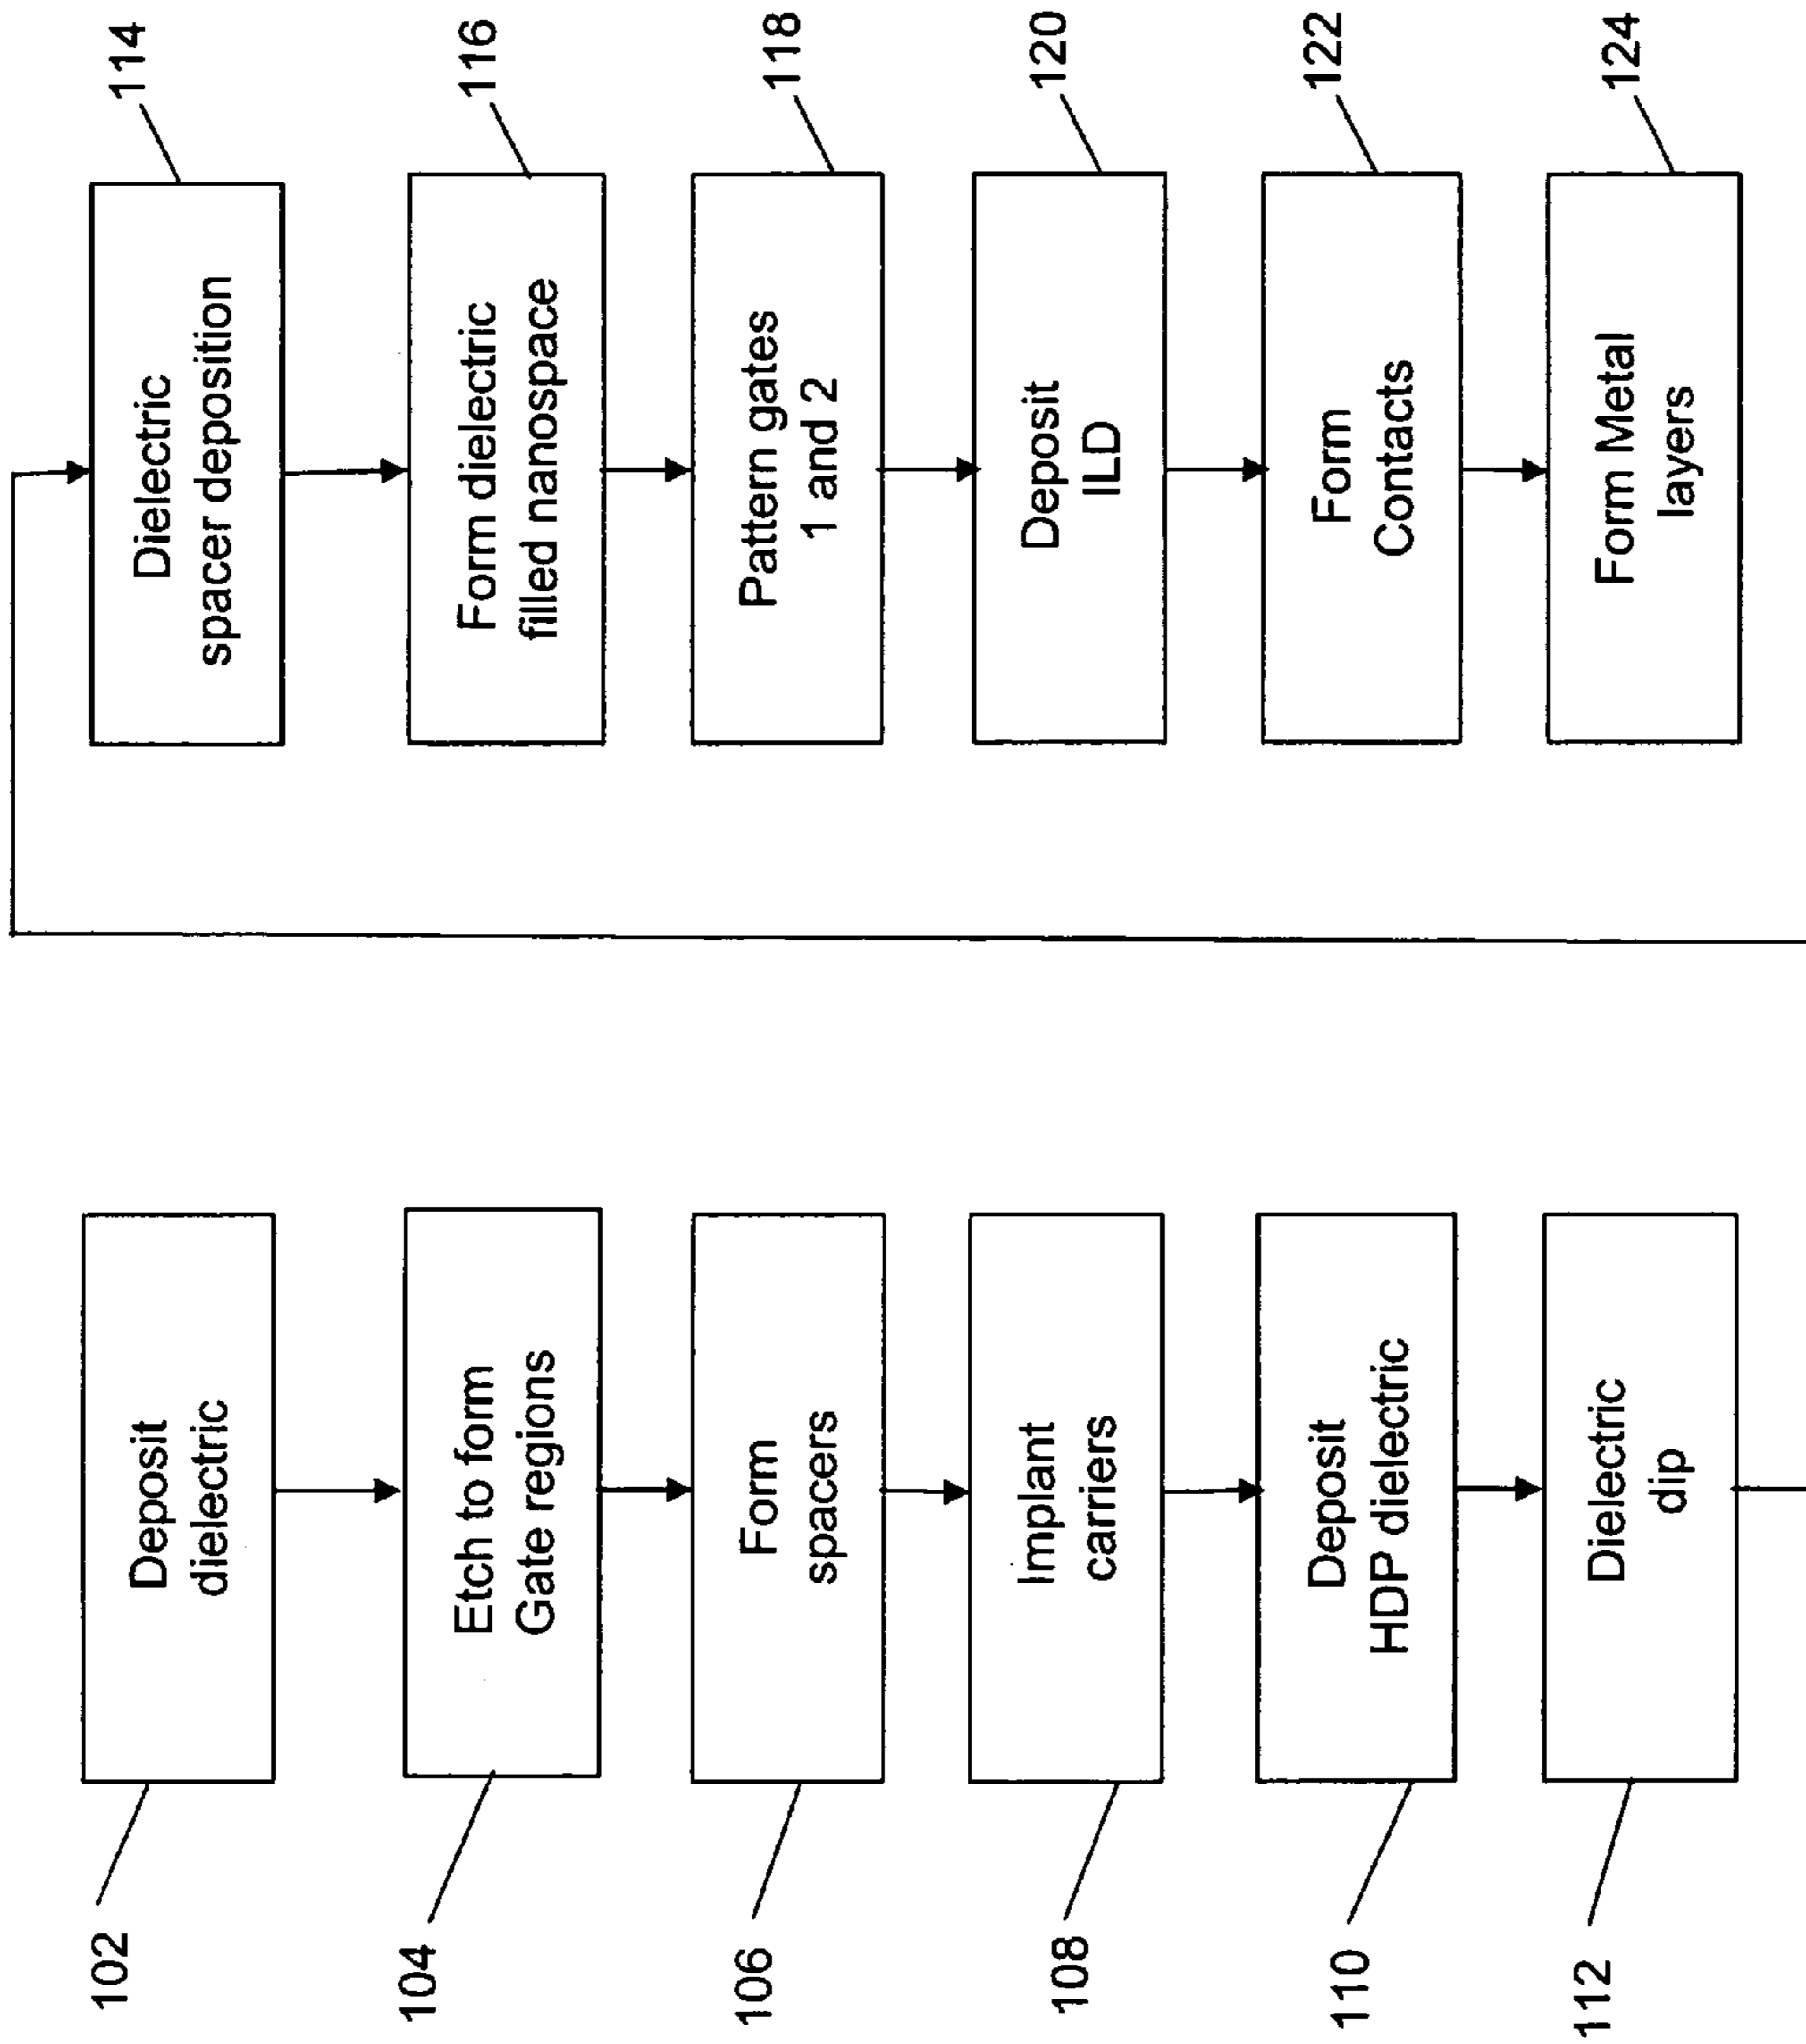 102
Deposit
dielectric
104
Etch to form
Gate regions
106
Form
spacers
108
Implant
carriers
110
Deposit
HDP dielectric
112
Dielectric
dip
114
Dielectric
spacer deposition
116
Form dielectric
filled nanospace
118
Pattern gates
1 and 2
120
Deposit
ILD
122
Form
Contacts
124
Form Metal
layers